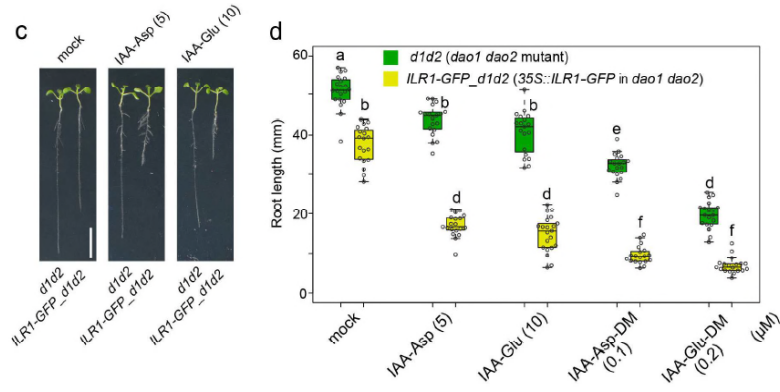 c
mock
IAA-Asp (5)
IAA-Glu (10)
d1d2
ILR1-GFP_d1d2
d1d2
ILR1-GFP_d1d2
d1d2
ILR1-GFP_d1d2
d
Root length (mm)
60
40
20
0
d1d2 (dao1 dao2 mutant)
ILR1-GFP_d1d2 (35S::ILR1-GFP in dao1 dao2)
a
b
b
d
b
d
e
f
d
f
mock
IAA-Asp (5)
IAA-Glu (10)
IAA-Asp-DM
(0.1)
IAA-Glu-DM
(0.2)
(μM)